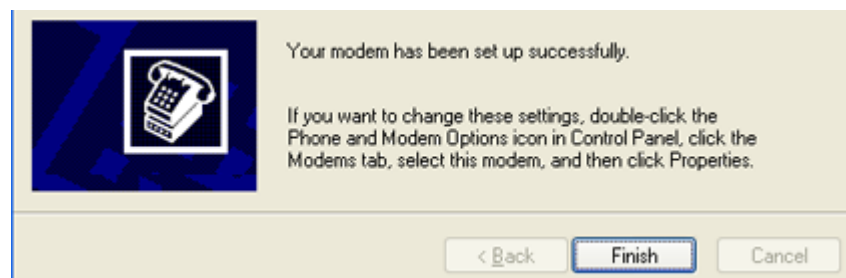 Your modem has been set up successfully.
If you want to change these settings, double-click the
Phone and Modem Options icon in Control Panel, click the
Modems tab, select this modem, and then click Properties.
< Back Finish Cancel